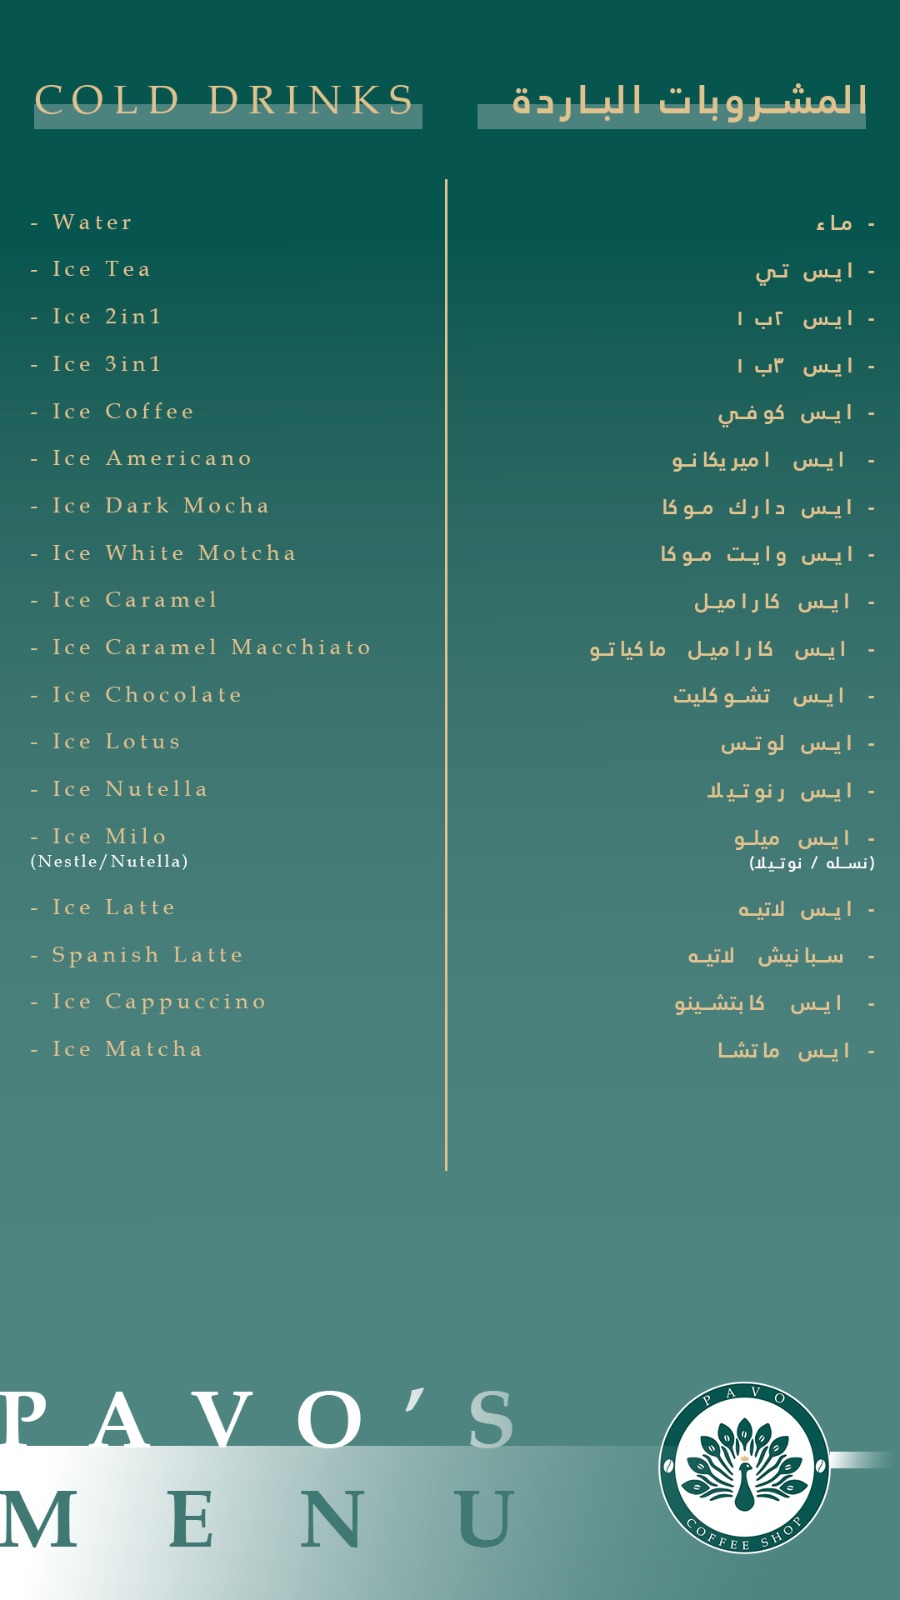 COLD DRINKS
- Water
- Ice Tea
- Ice 2in1
- Ice 3in1
- Ice Coffee
- Ice Americano
- Ice Dark Mocha
- Ice White Motcha
- Ice Caramel
- Ice Caramel Macchiato
- Ice Chocolate
- Ice Lotus
- Ice Nutella
- Ice Milo
(Nestle/Nutella)
- Ice Latte
- Spanish Latte
- Ice Cappuccino
- Ice Matcha
المشروبات الباردة
- ماء
- ايس تي
- ايس ٢ب ١
- ايس ٣ب ١
- ايس كوفي
- ايس اميريكانو
- ايس دارك موكا
- ايس وايت موكا
- ايس كاراميل
- ايس كاراميل ماكياتو
- ايس تشوكليت
- ايس لوتس
- ايس رنوتيلا
- ايس ميلو
(نسله / نوتيلا)
- ايس لاتيه
- سبانيش لاتيه
- ايس كابتشينو
- ايس ماتشا
PAVO'S
MENU
PAVO
COFFEE SHOP